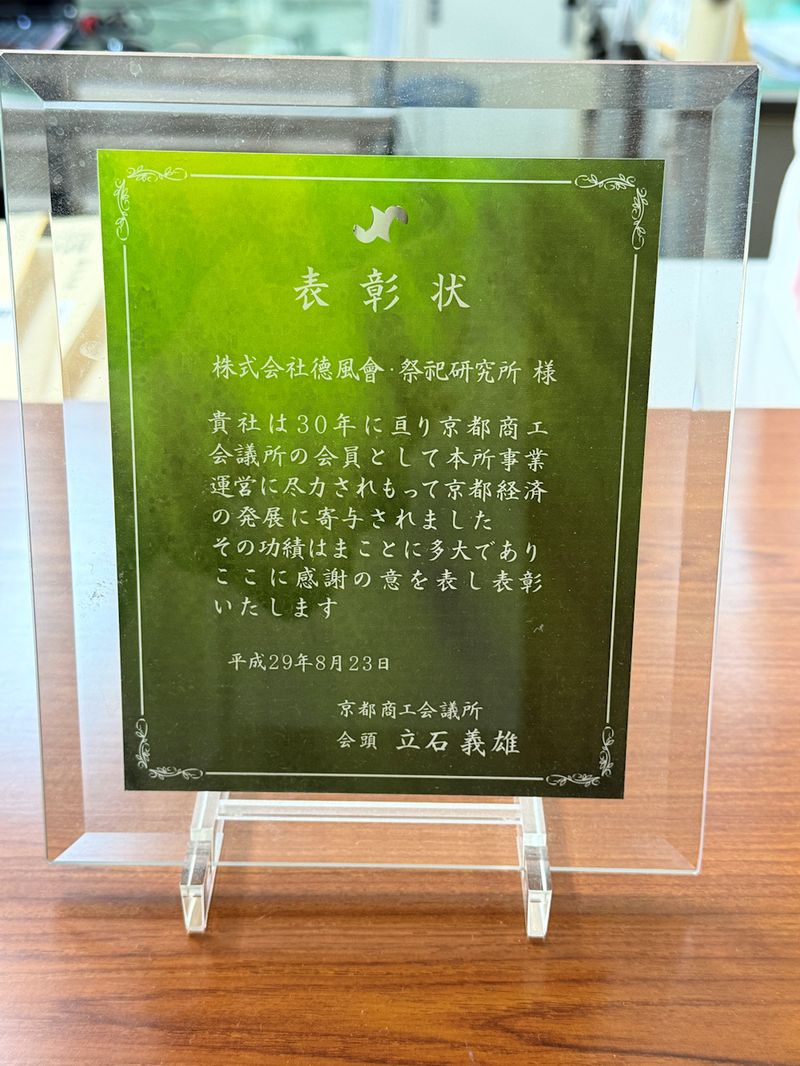 表彰状
株式会社徳風會・祭祀研究所 様
貴社は30年に亘り京都商工
会議所の会員として本所事業
運営に尽力されもって京都経済
の発展に寄与されました
その功績はまことに多大であり
ここに感謝の意を表し表彰
いたします
平成29年8月23日
京都商工会議所
会頭 立石義雄